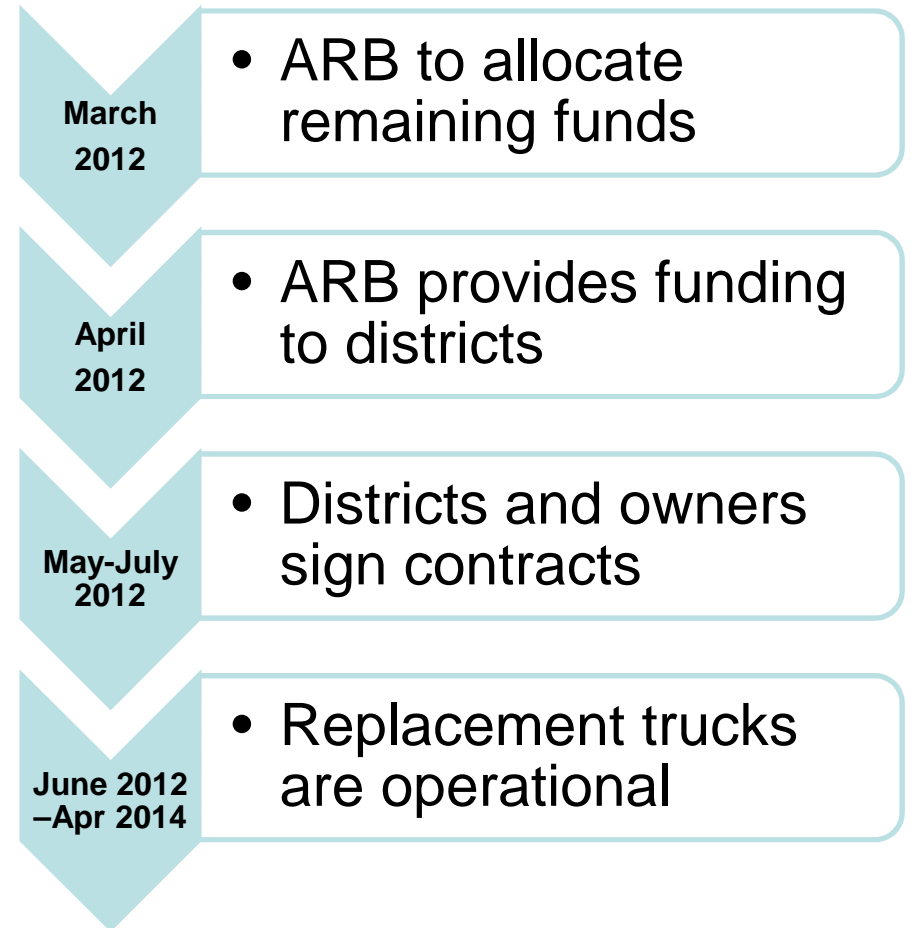 March
2012
• ARB to allocate
remaining funds
April
2012
• ARB provides funding
to districts
May-July
2012
• Districts and owners
sign contracts
June 2012
–Apr 2014
• Replacement trucks
are operational